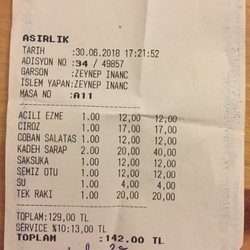 ASIRLIK
TARIH :30.06.2018 17:21:52
ADISYON NO :34 / 49857
GARSON :ZEYNEP INANC
ISLEM YAPAN:ZEYNEP INANC
MASA NO :A11
ACILI EZME 1.00 12,00 12,00
CIROZ 1.00 17,00 17,00
COBAN SALATAS 1.00 12,00 12,00
KADEH SARAP 2.00 20,00 40,00
SAKSUKA 1.00 12,00 12,00
SEMIZ OTU 1.00 12,00 12,00
SU 1.00 4,00 4,00
TEK RAKI 1.00 20,00 20,00
TOPLAM:129,00 TL
SERVICE %10:13,00 TL
TOPLAM :142,00 TL